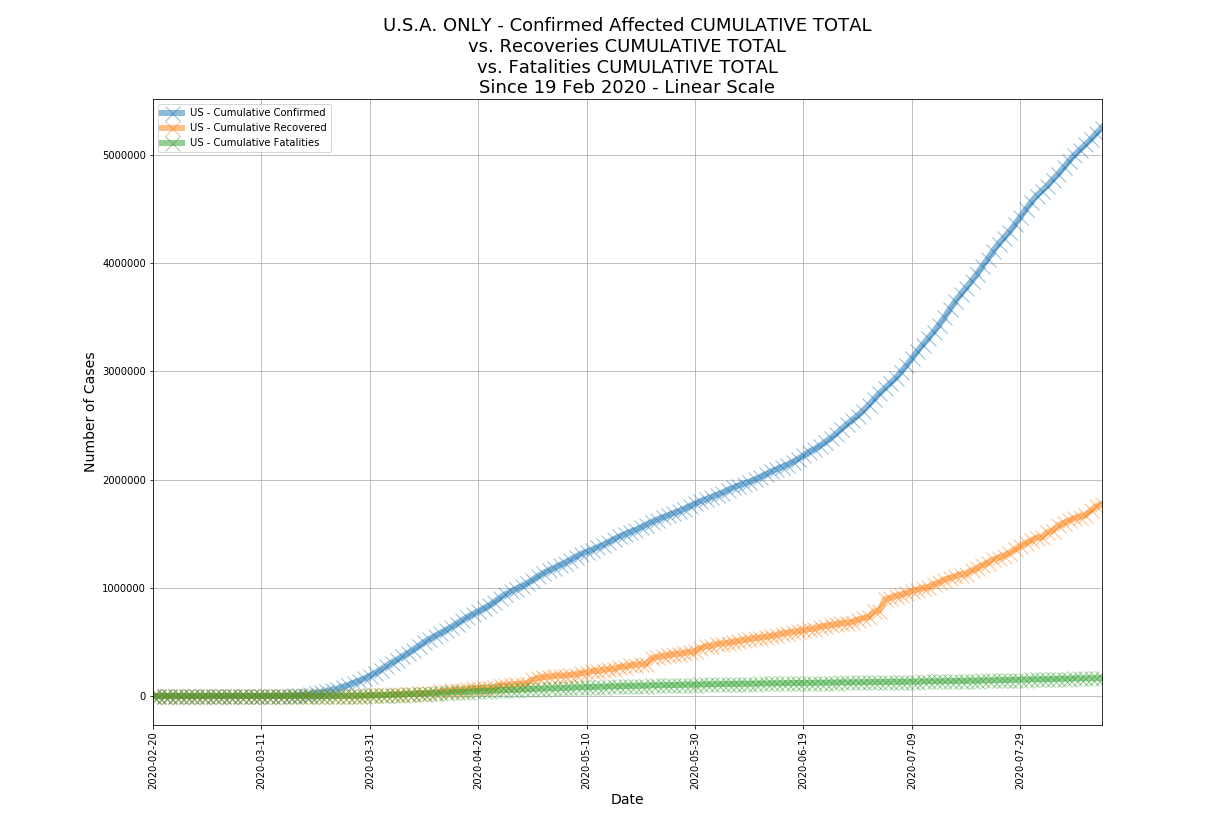 U.S.A. ONLY - Confirmed Affected CUMULATIVE TOTAL
vs. Recoveries CUMULATIVE TOTAL
vs. Fatalities CUMULATIVE TOTAL
Since 19 Feb 2020 - Linear Scale
US - Cumulative Confirmed
US - Cumulative Recovered
US - Cumulative Fatalities
5000000
4000000
3000000
2000000
1000000
0
Number of Cases
2020-02-20
2020-03-11
2020-03-31
2020-04-20
2020-05-10
2020-05-30
2020-06-19
2020-07-09
2020-07-29
Date